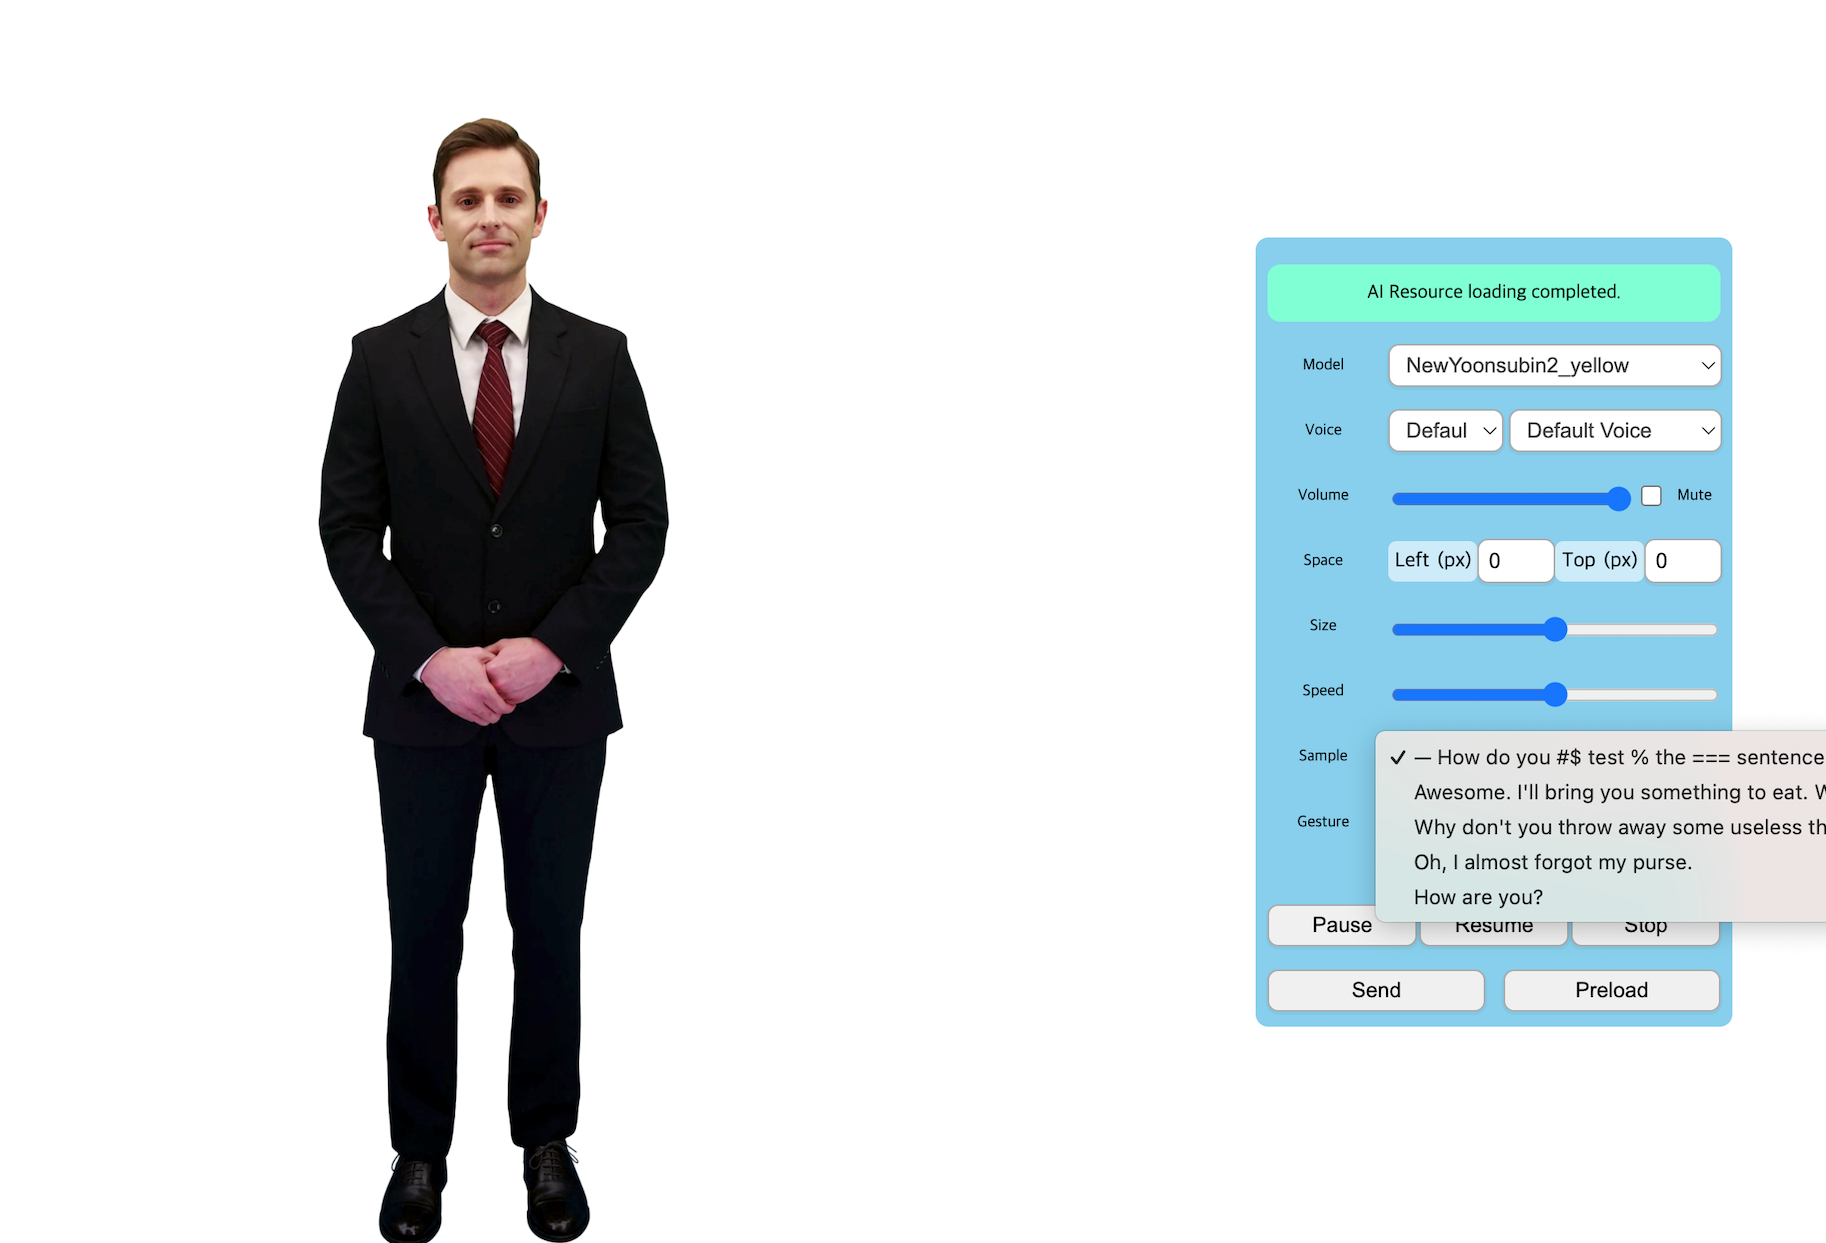 AI Resource loading completed.
Model NewYoonsubin2_yellow
Voice Defaul Default Voice
Volume Mute
Space Left (px) 0 Top (px) 0
Size
Speed
Sample
✓ — How do you #$ test % the === sentence
Awesome. I'll bring you something to eat. W
Why don't you throw away some useless th
Gesture
Oh, I almost forgot my purse.
How are you?
Pause Resume Stop
Send Preload